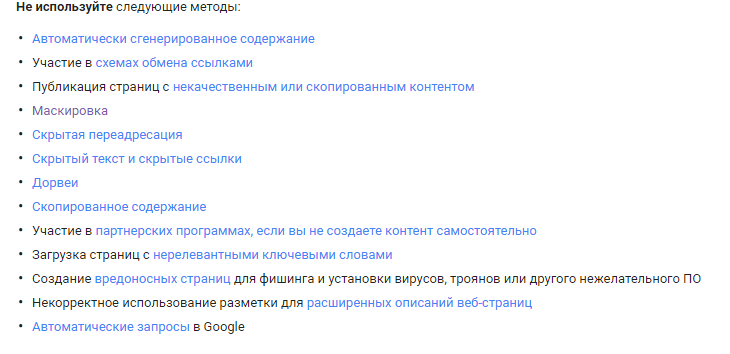 Не используйте следующие методы:
• Автоматически сгенерированное содержание
• Участие в схемах обмена ссылками
• Публикация страниц с некачественным или скопированным контентом
• Маскировка
• Скрытая переадресация
• Скрытый текст и скрытые ссылки
• Дорвеи
• Скопированное содержание
• Участие в партнерских программах, если вы не создаете контент самостоятельно
• Загрузка страниц с нерелевантными ключевыми словами
• Создание вредоносных страниц для фишинга и установки вирусов, троянов или другого нежелательного ПО
• Некорректное использование разметки для расширенных описаний веб-страниц
• Автоматические запросы в Google